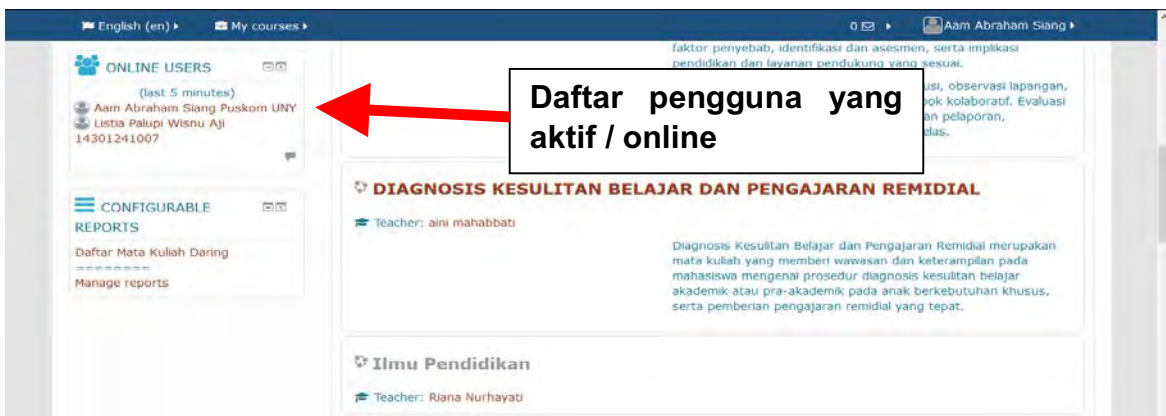 English (en)
My courses
0
Aam Abraham Siang
ONLINE USERS
(last 5 minutes)
Aam Abraham Siang Puskom UNY
Listia Palupi Wisnu Aji
14301241007
CONFIGURABLE
REPORTS
Daftar Mata Kuliah Daring
========
Manage reports
Daftar pengguna yang
aktif / online
faktor penyebab, identifikasi dan asesmen, serta implikasi
pendidikan dan layanan pendukung yang sesuai.
observasi lapangan,
kolaboratif. Evaluasi
pelaporan,
DIAGNOSIS KESULITAN BELAJAR DAN PENGAJARAN REMIDIAL
Teacher: aini mahabbati
Diagnosis Kesulitan Belajar dan Pengajaran Remidial merupakan
mata kuliah yang memberi wawasan dan keterampilan pada
mahasiswa mengenai prosedur diagnosis kesulitan belajar
akademik atau pra-akademik pada anak berkebutuhan khusus,
serta pemberian pengajaran remidial yang tepat.
Ilmu Pendidikan
Teacher: Riana Nurhayati